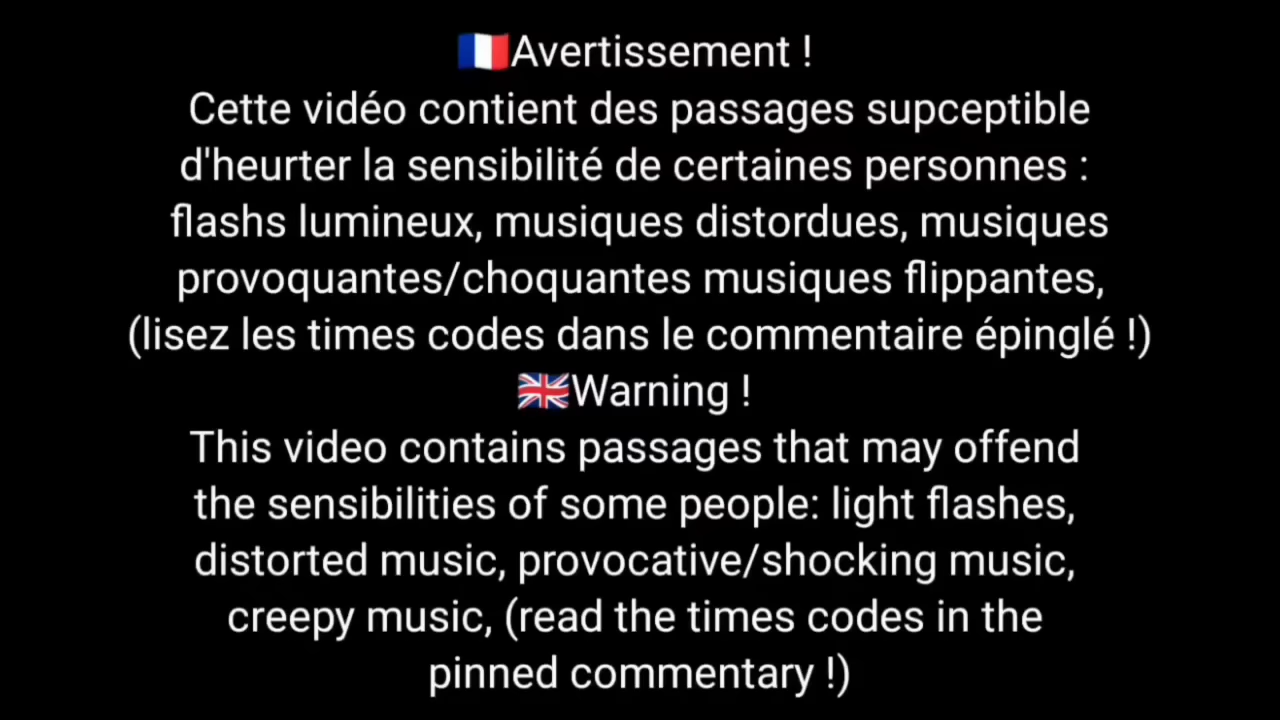 🇫🇷Avertissement !
Cette vidéo contient des passages supceptible
d'heurter la sensibilité de certaines personnes :
flashs lumineux, musiques distordues, musiques
provoquantes/choquantes musiques flippantes,
(lisez les times codes dans le commentaire épinglé !)
🇬🇧Warning !
This video contains passages that may offend
the sensibilities of some people: light flashes,
distorted music, provocative/shocking music,
creepy music, (read the times codes in the
pinned commentary !)